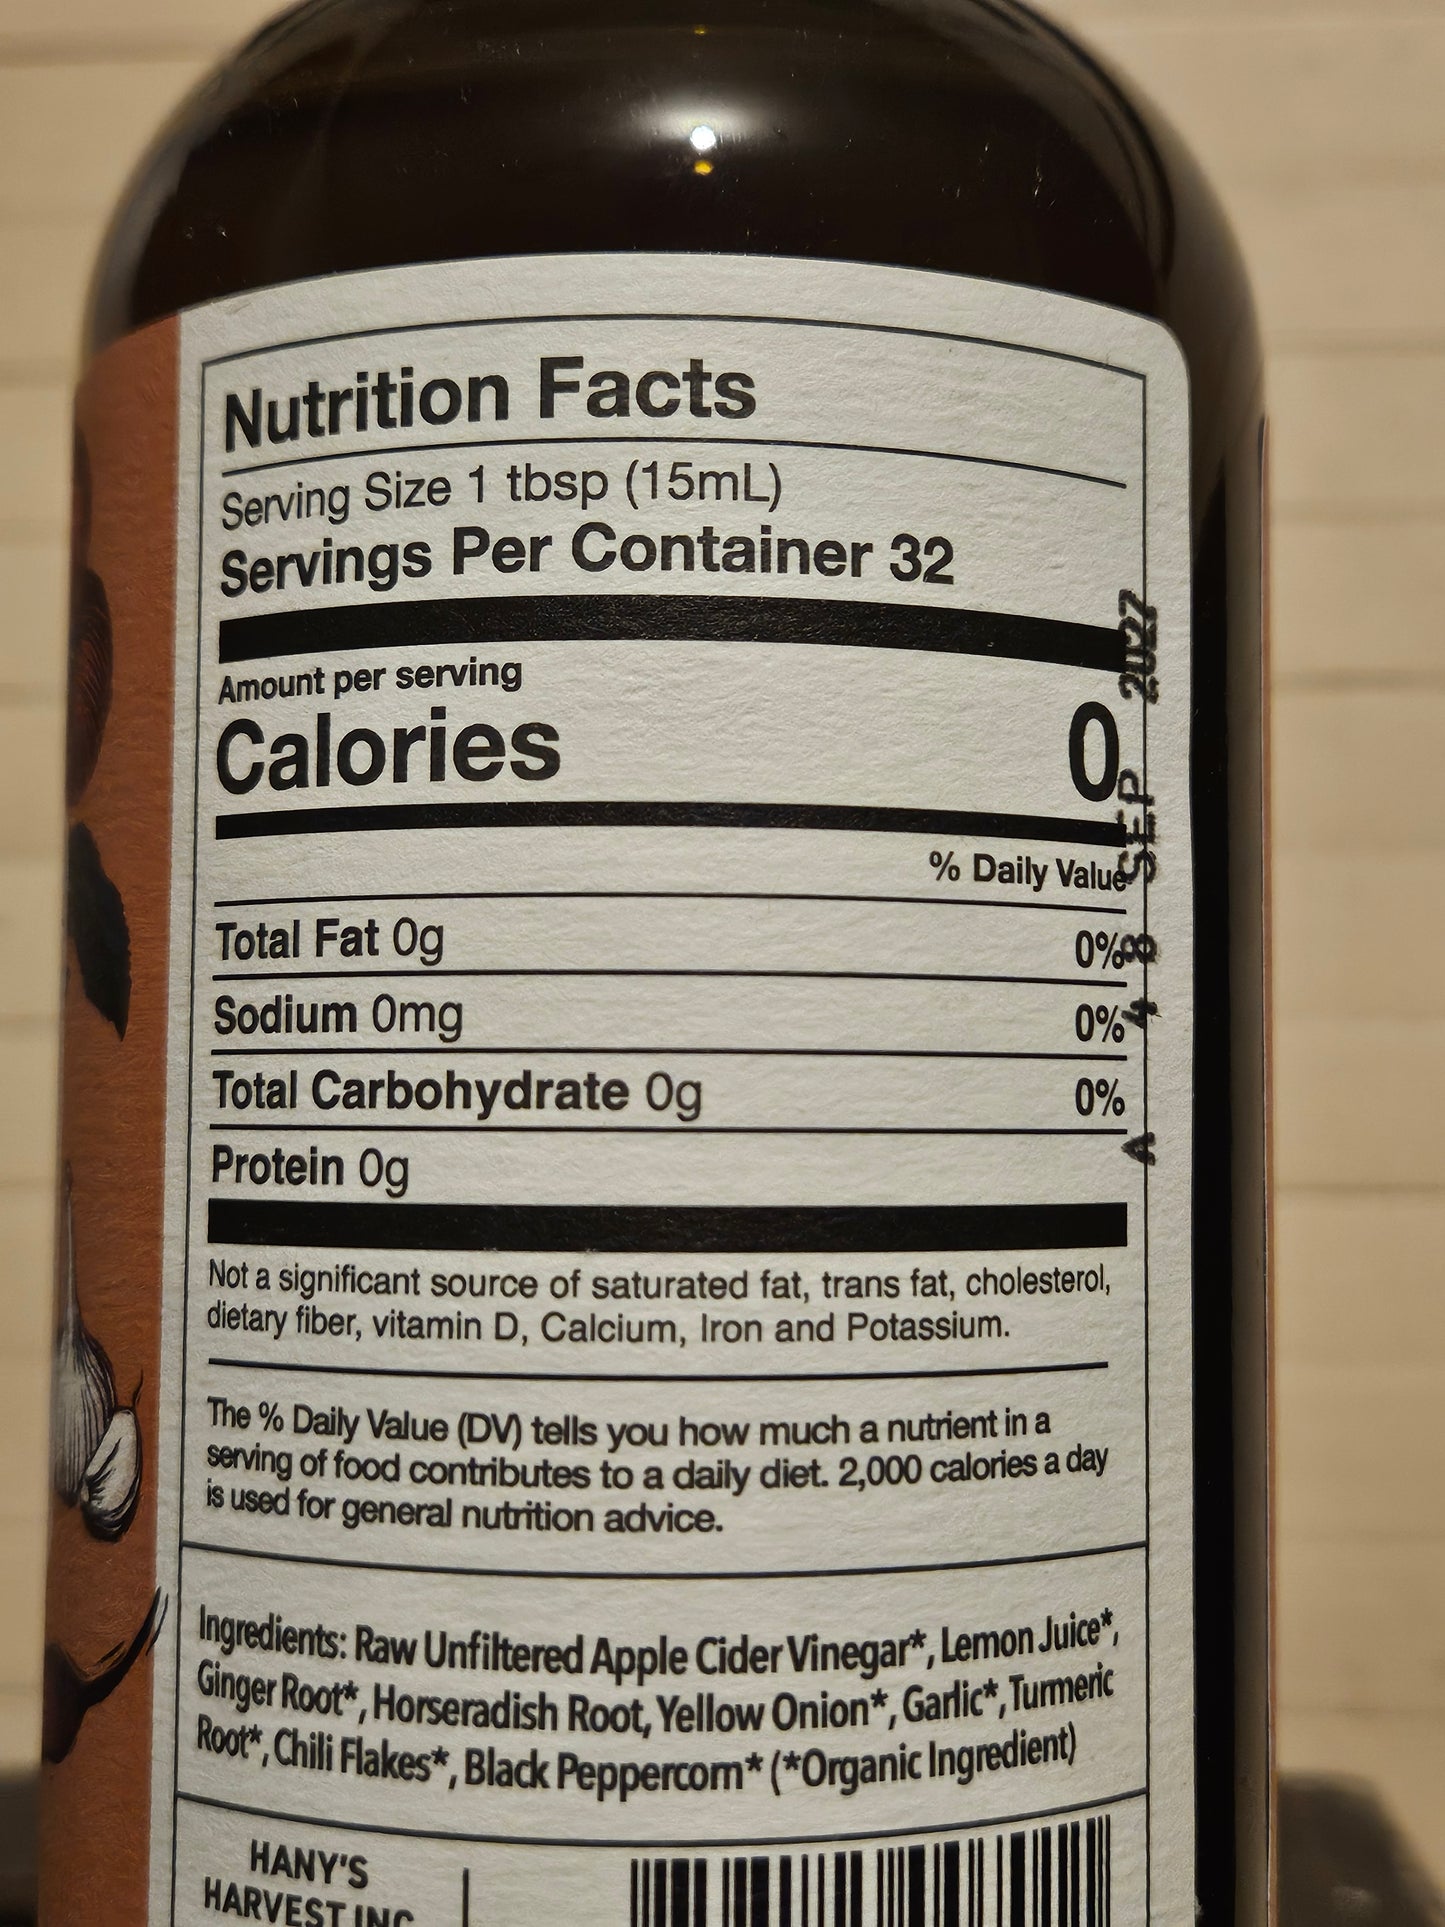 Nutrition Facts
Serving Size 1 tbsp (15mL)
Servings Per Container 32
Amount per serving
Calories 0
% Daily Value
Total Fat 0g 0%
Sodium 0mg 0%
Total Carbohydrate 0g 0%
Protein 0g
Not a significant source of saturated fat, trans fat, cholesterol,
dietary fiber, vitamin D, Calcium, Iron and Potassium.
The % Daily Value (DV) tells you how much a nutrient in a
serving of food contributes to a daily diet. 2,000 calories a day
is used for general nutrition advice.
Ingredients: Raw Unfiltered Apple Cider Vinegar*, Lemon Juice*,
Ginger Root*, Horseradish Root, Yellow Onion*, Garlic*, Turmeric
Root*, Chili Flakes*, Black Peppercorn* (*Organic Ingredient)
HANY'S
HARVEST INC
A 48 SEP 2027